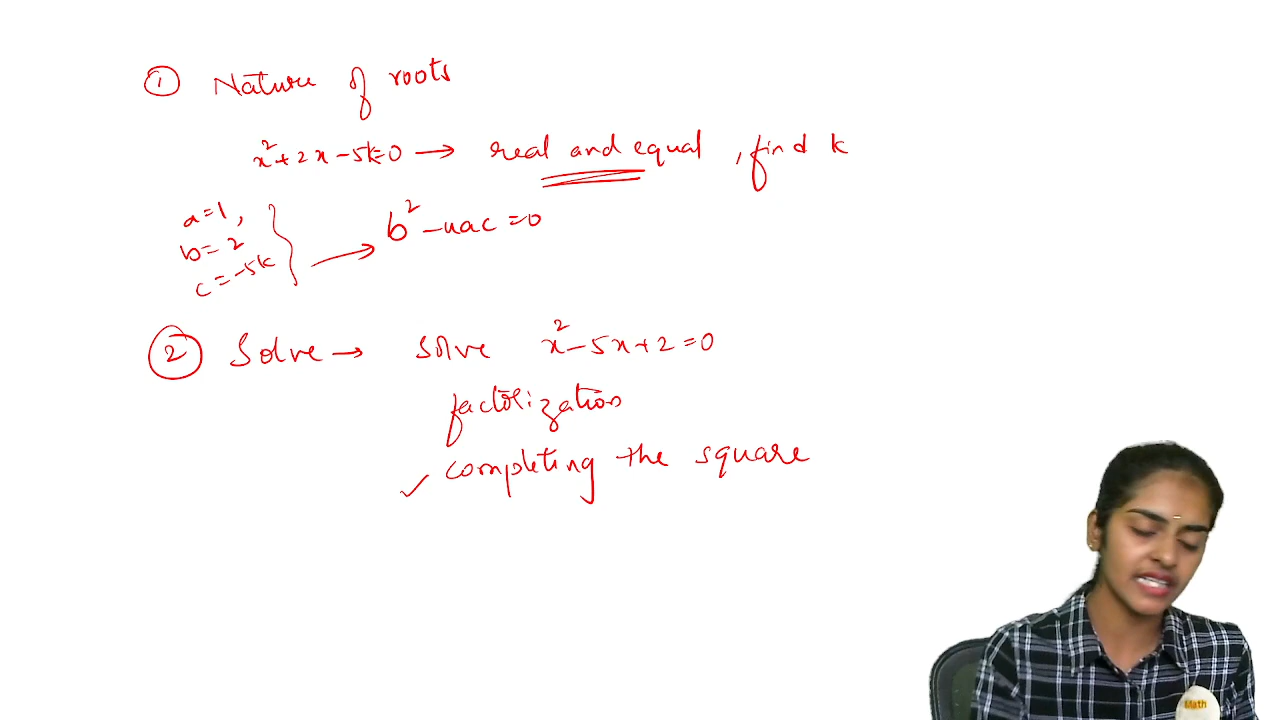 ① Nature of roots
x²+2x-5k=0 → real and equal, find k
a=1,
b=2
c=-5k
→ b²-4ac=0
② Solve → Solve x²-5x+2=0
factorization
✓ completing the square
Math